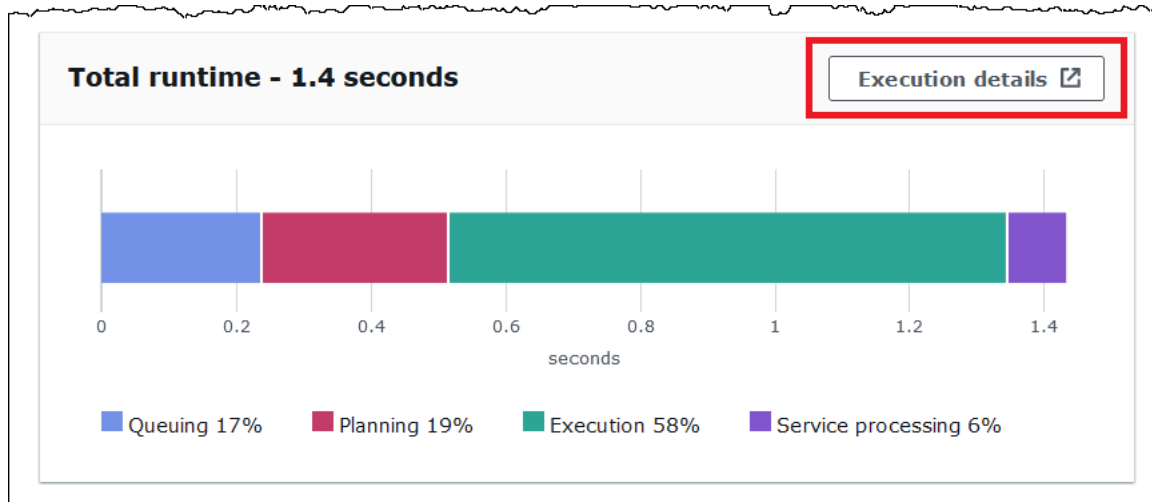 Total runtime - 1.4 seconds
Execution details
0 0.2 0.4 0.6 0.8 1 1.2 1.4
seconds
Queuing 17% Planning 19% Execution 58% Service processing 6%